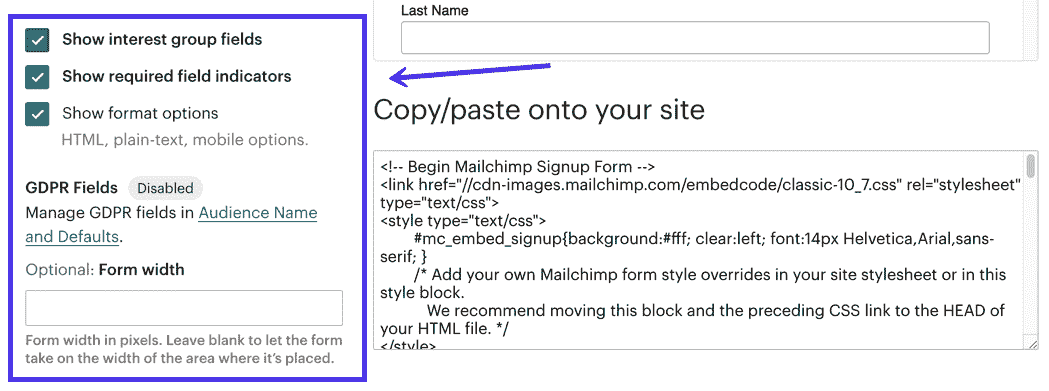 Show interest group fields
Show required field indicators
Show format options
HTML, plain-text, mobile options.
GDPR Fields Disabled
Manage GDPR fields in Audience Name
and Defaults.
Optional: Form width
Form width in pixels. Leave blank to let the form
take on the width of the area where it's placed.
Last Name
Copy/paste onto your site
<!-- Begin Mailchimp Signup Form -->
<link href="//cdn-images.mailchimp.com/embedcode/classic-10_7.css" rel="stylesheet"
type="text/css">
<style type="text/css">
#mc_embed_signup{background:#fff; clear:left; font:14px Helvetica,Arial,sans-
serif; }
/* Add your own Mailchimp form style overrides in your site stylesheet or in this
style block.
We recommend moving this block and the preceding CSS link to the HEAD of
your HTML file. */
</style>